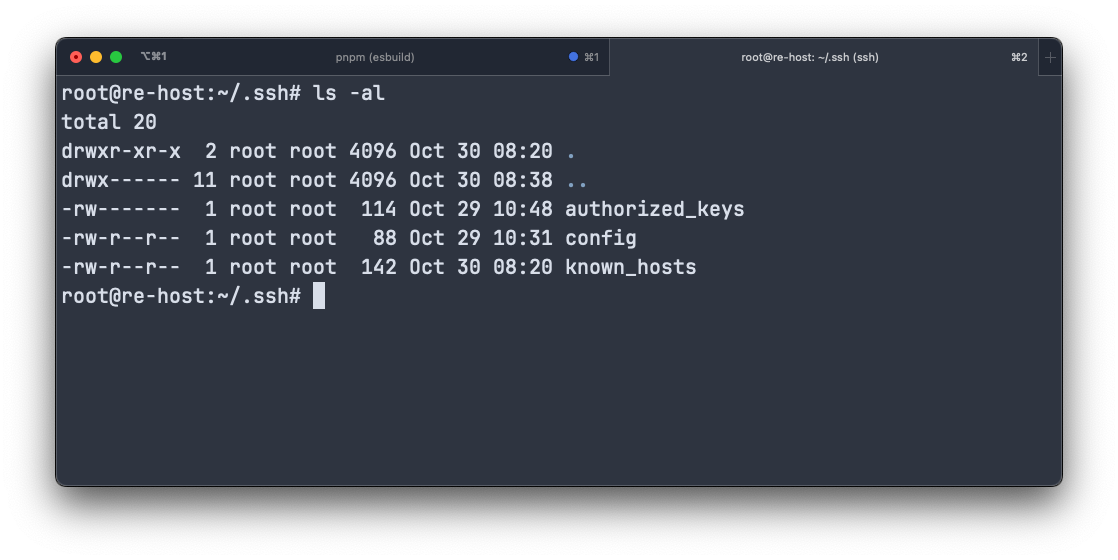 ⌥⌘1 pnpm (esbuild) ⌘1 root@re-host: ~/.ssh (ssh) ⌘2 +
root@re-host:~/.ssh# ls -al
total 20
drwxr-xr-x  2 root root 4096 Oct 30 08:20 .
drwx------ 11 root root 4096 Oct 30 08:38 ..
-rw-------  1 root root  114 Oct 29 10:48 authorized_keys
-rw-r--r--  1 root root   88 Oct 29 10:31 config
-rw-r--r--  1 root root  142 Oct 30 08:20 known_hosts
root@re-host:~/.ssh#